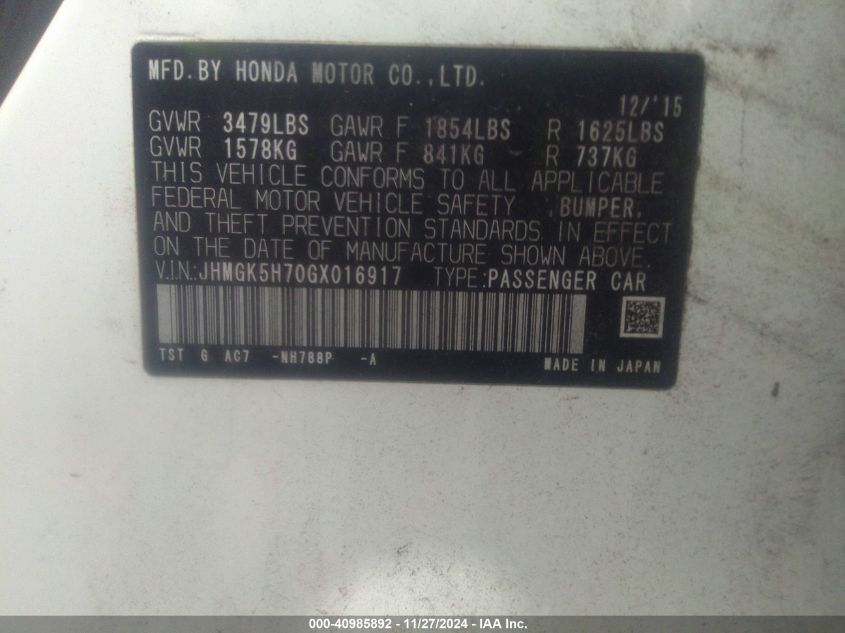 MFD.BY HONDA MOTOR CO.,LTD.
12/'15
GVWR 3479LBS GAWR F 1854LBS R 1625LBS
GVWR 1578KG GAWR F 841KG R 737KG
THIS VEHICLE CONFORMS TO ALL APPLICABLE
FEDERAL MOTOR VEHICLE SAFETY ,BUMPER,
AND THEFT PREVENTION STANDARDS IN EFFECT
ON THE DATE OF MANUFACTURE SHOWN ABOVE.
V.I.N:JHMGK5H70GX016917 TYPE:PASSENGER CAR
TST G AC7 -NH788P -A MADE IN JAPAN
000-40985892 - 11/27/2024 - IAA Inc.